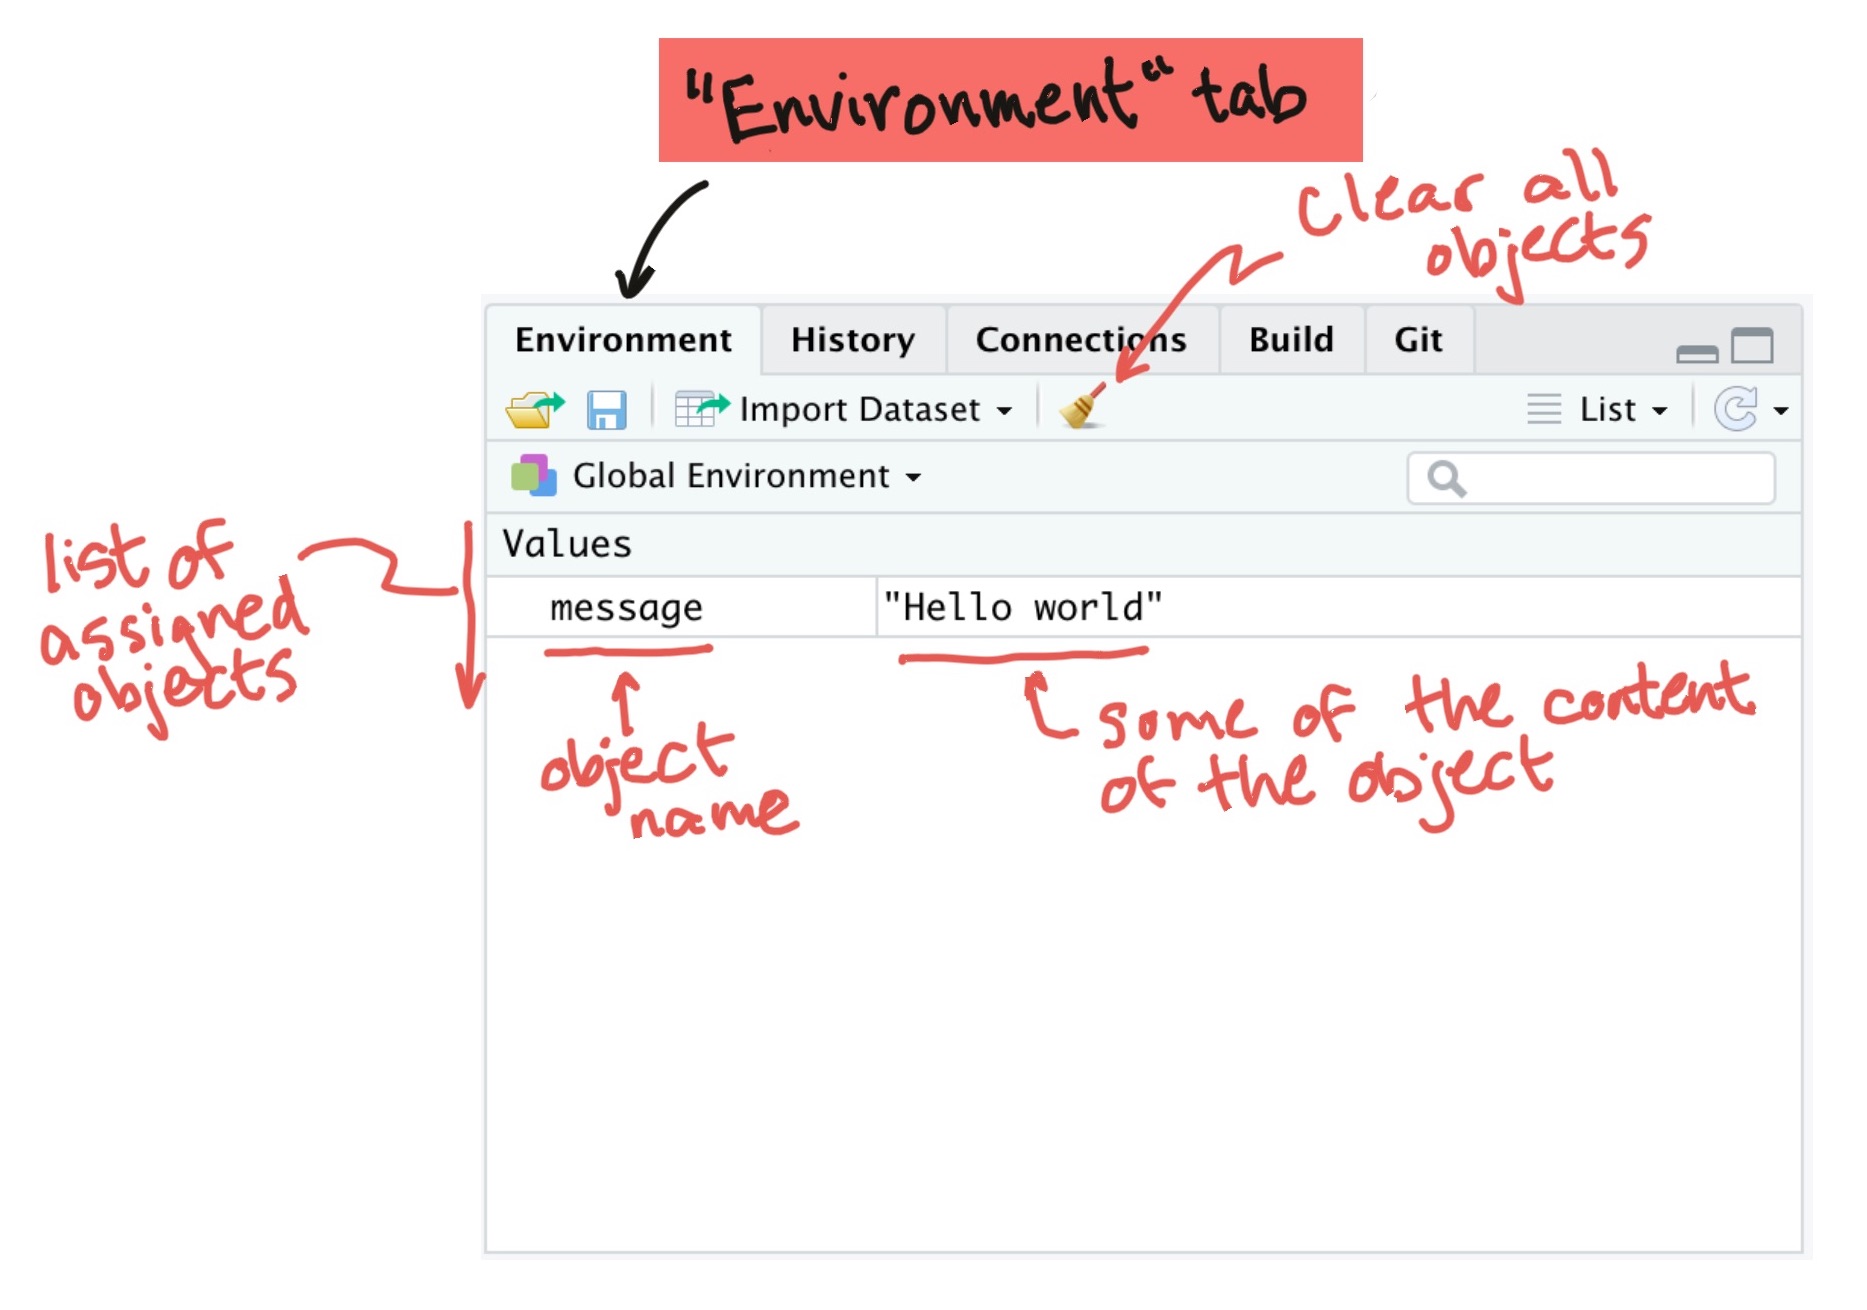 "Environment" tab
clear all
objects
Environment History Connections Build Git
Import Dataset List
Global Environment
Values
message "Hello world"
list of
assigned
objects
object
name
some of the content
of the object